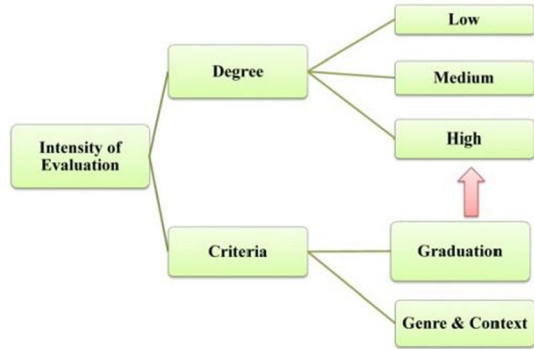 Low
Degree
Medium
High
Intensity of
Evaluation
Criteria
Graduation
Genre & Context